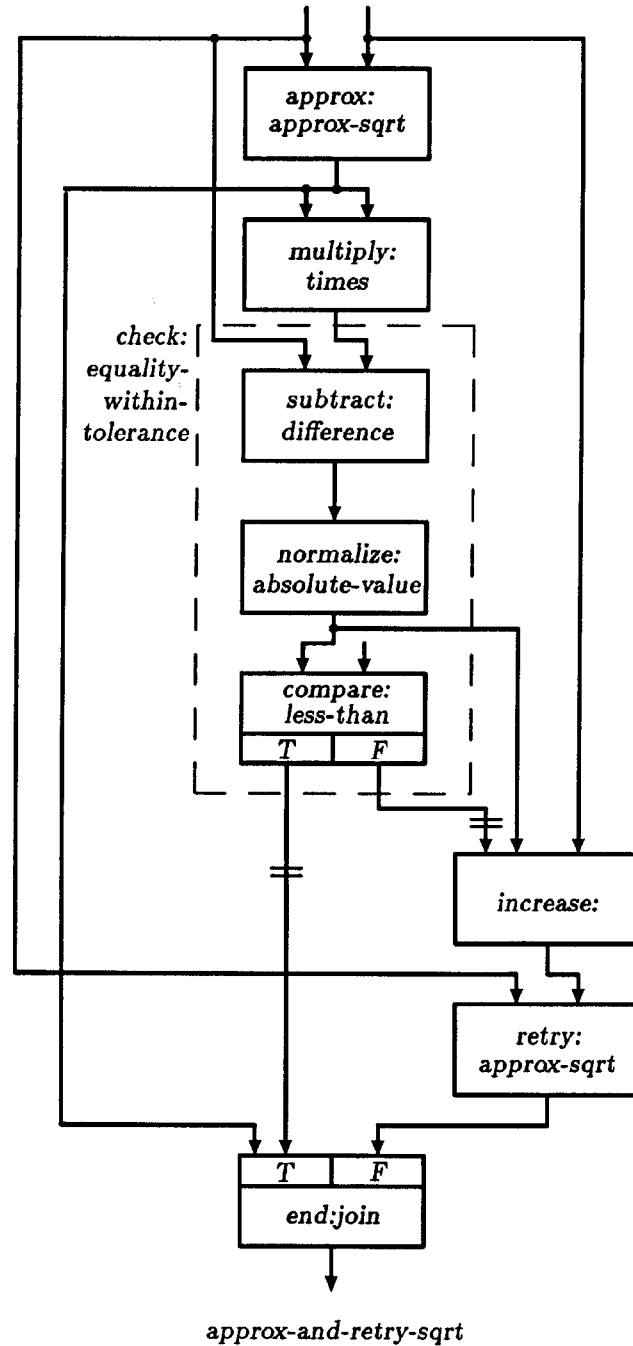 approx:
approx-sqrt
multiply:
times
check:
equality-
within-
tolerance
subtract:
difference
normalize:
absolute-value
compare:
less-than
T F
increase:
retry:
approx-sqrt
T F
end:join
approx-and-retry-sqrt